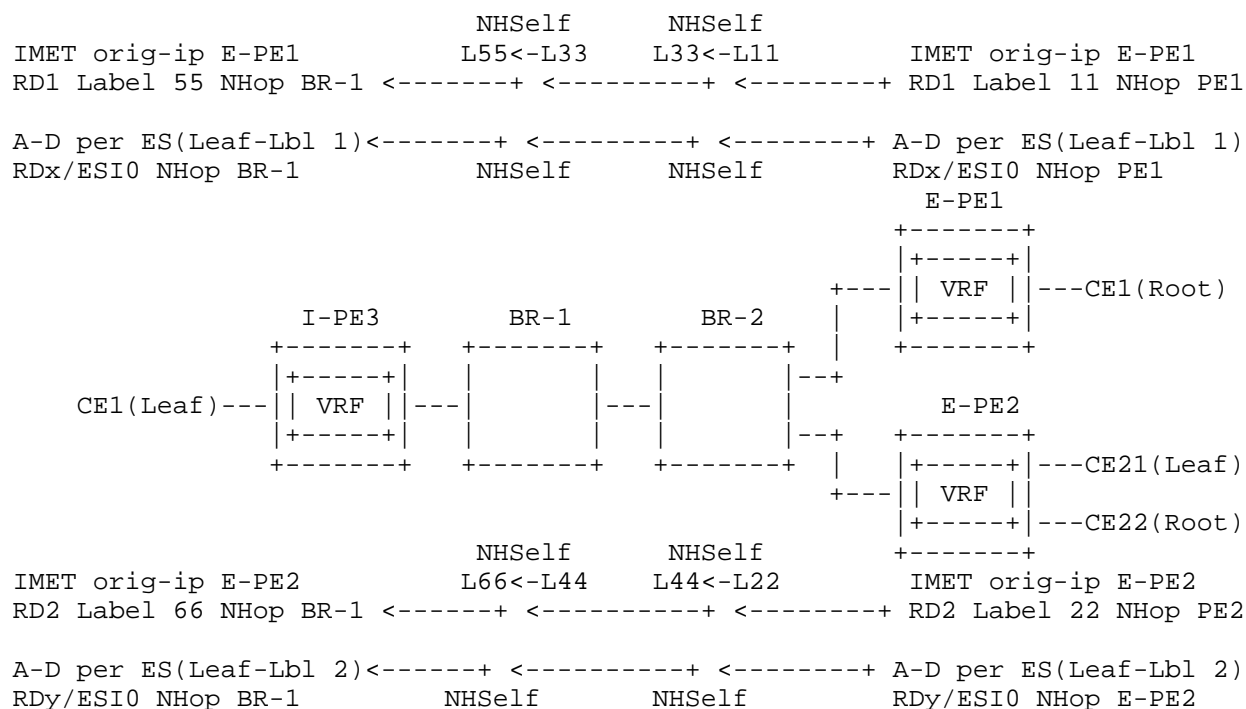 NHSelf NHSelf
IMET orig-ip E-PE1 L55<-L33 L33<-L11 IMET orig-ip E-PE1
RD1 Label 55 NHop BR-1 <-------+ <---------+ <--------+ RD1 Label 11 NHop PE1
A-D per ES(Leaf-Lbl 1)<-------+ <---------+ <--------+ A-D per ES(Leaf-Lbl 1)
RDx/ESI0 NHop BR-1 NHSelf NHSelf RDx/ESI0 NHop PE1
E-PE1
VRF ---CE1(Root)
I-PE3 BR-1 BR-2
CE1(Leaf)--- VRF E-PE2
---CE21(Leaf)
VRF
---CE22(Root)
NHSelf NHSelf
IMET orig-ip E-PE2 L66<-L44 L44<-L22 IMET orig-ip E-PE2
RD2 Label 66 NHop BR-1 <------+ <----------+ <--------+ RD2 Label 22 NHop PE2
A-D per ES(Leaf-Lbl 2)<------+ <----------+ <--------+ A-D per ES(Leaf-Lbl 2)
RDy/ESI0 NHop BR-1 NHSelf NHSelf RDy/ESI0 NHop E-PE2